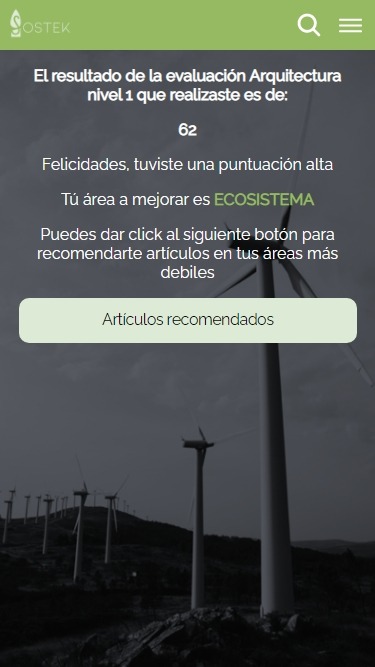 SOSTEK
El resultado de la evaluación Arquitectura
nivel 1 que realizaste es de:
62
Felicidades, tuviste una puntuación alta
Tú área a mejorar es ECOSISTEMA
Puedes dar click al siguiente botón para
recomendarte artículos en tus áreas más
debiles
Artículos recomendados